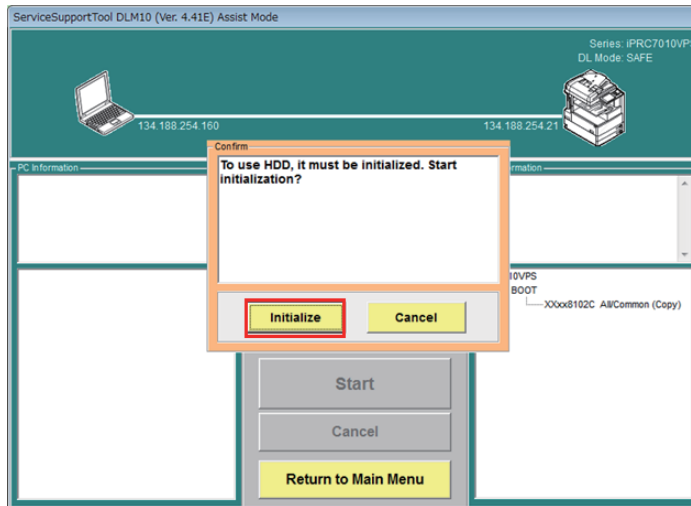 ServiceSupportTool DLM10 (Ver. 4.41E) Assist Mode
Series: iPRC7010VPS
DL Mode: SAFE
134.188.254.160
134.188.254.21
Confirm
PC Information
To use HDD, it must be initialized. Start
initialization?
Initialize
Cancel
BOOT
XXxx8102C All/Common (Copy)
Start
Cancel
Return to Main Menu